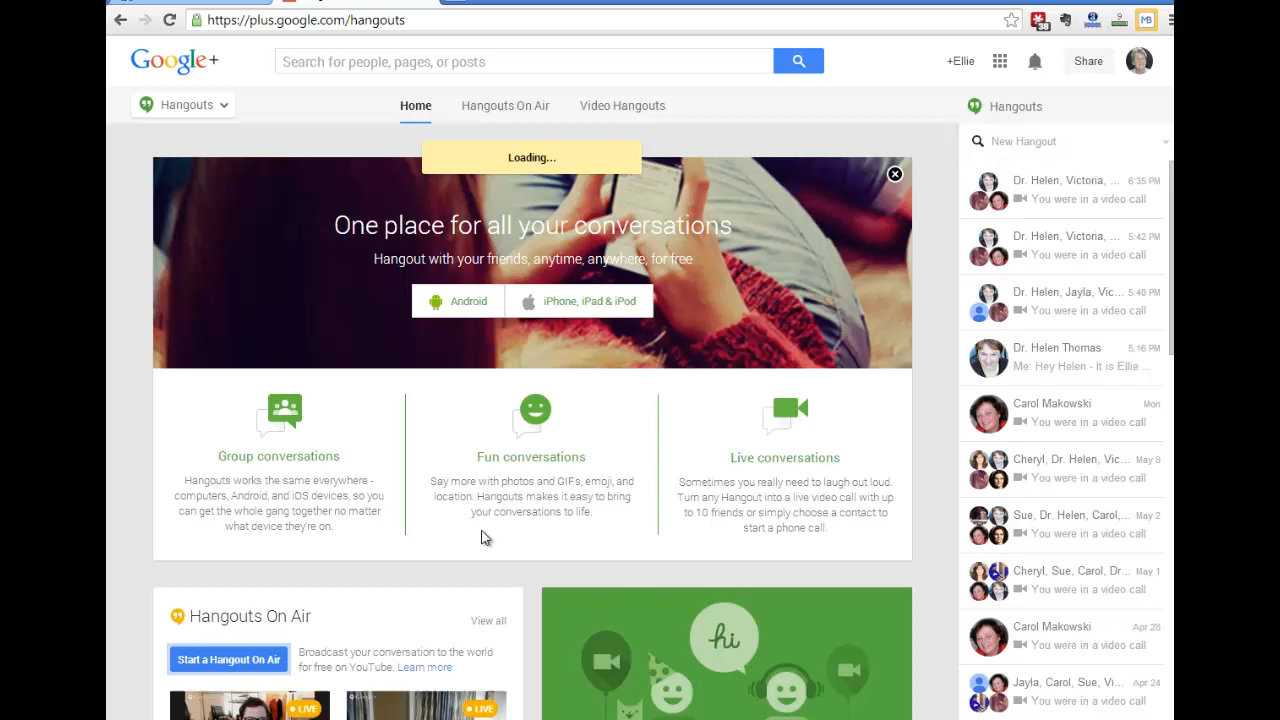 https://plus.google.com/hangouts
38
9
MB
Google+
Search for people, pages, or posts
+Ellie
Share
Hangouts
Home
Hangouts On Air
Video Hangouts
Hangouts
Loading...
New Hangout
One place for all your conversations
Hangout with your friends, anytime, anywhere, for free
Android
iPhone, iPad & iPod
Group conversations
Hangouts works the same everywhere -
computers, Android, and iOS devices, so you
can get the whole gang together no matter
what device they're on.
Fun conversations
Say more with photos and GIFs, emoji, and
location. Hangouts makes it easy to bring
your conversations to life.
Live conversations
Sometimes you really need to laugh out loud.
Turn any Hangout into a live video call with up
to 10 friends or simply choose a contact to
start a phone call.
Hangouts On Air
View all
Start a Hangout On Air
Broadcast your conversation to the world
for free on YouTube. Learn more
LIVE
LIVE
hi
Dr. Helen, Victoria, ...
6:35 PM
You were in a video call
Dr. Helen, Victoria, ...
5:42 PM
You were in a video call
Dr. Helen, Jayla, Vic...
5:40 PM
You were in a video call
Dr. Helen Thomas
5:16 PM
Me: Hey Helen - It is Ellie ...
Carol Makowski
Mon
You were in a video call
Cheryl, Dr. Helen, Vic...
May 8
You were in a video call
Sue, Dr. Helen, Carol,...
May 2
You were in a video call
Cheryl, Sue, Carol, Dr...
May 1
You were in a video call
Carol Makowski
Apr 28
You were in a video call
Jayla, Carol, Sue, Vi...
Apr 24
You were in a video call